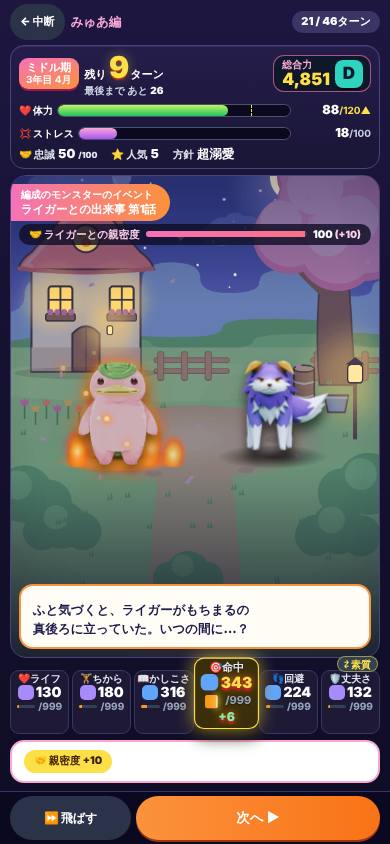 ← 中断
みゅあ編
21 / 46ターン
ミドル期
3年目 4月
残り9ターン
最後まで あと 26
総合力
4,851 D
体力
88/120▲
ストレス
18/100
忠誠 50 /100 人気 5 方針 超溺愛
編成のモンスターのイベント
ライガーとの出来事 第1話
ライガーとの親密度
100 (+10)
ふと気づくと、ライガーがもちまるの
真後ろに立っていた。いつの間に…？
素質
ライフ
130
/999
ちから
180
/999
かしこさ
316
/999
命中
343
/999
+6
回避
224
/999
丈夫さ
132
/999
親密度 +10
飛ばす
次へ ▶